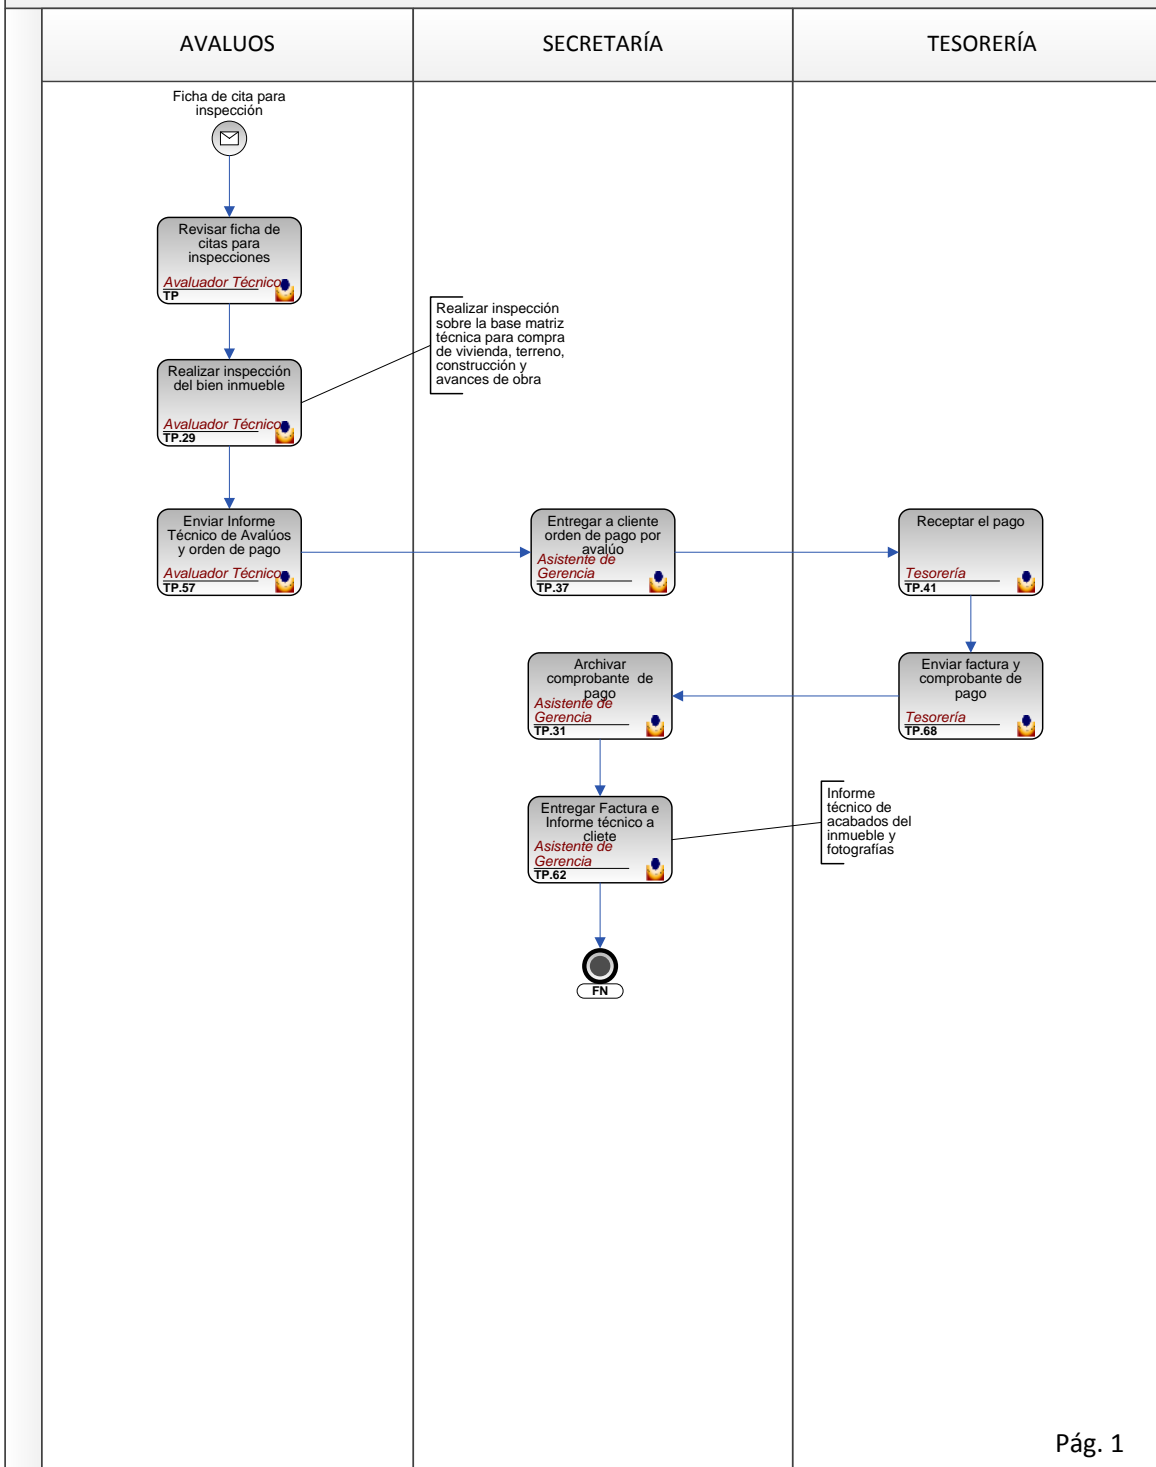 AVALUOS
SECRETARÍA
TESORERÍA
Ficha de cita para
inspección
Revisar ficha de
citas para
inspecciones
Avaluador Técnico
TP
Realizar inspección
del bien inmueble
Avaluador Técnico
TP.29
Realizar inspección
sobre la base matriz
técnica para compra
de vivienda, terreno,
construcción y
avances de obra
Enviar Informe
Técnico de Avalúos
y orden de pago
Avaluador Técnico
TP.57
Entregar a cliente
orden de pago por
avalúo
Asistente de
Gerencia
TP.37
Receptar el pago
Tesorería
TP.41
Enviar factura y
comprobante de
pago
Tesorería
TP.68
Archivar
comprobante de
pago
Asistente de
Gerencia
TP.31
Entregar Factura e
Informe técnico a
cliete
Asistente de
Gerencia
TP.62
Informe
técnico de
acabados del
inmueble y
fotografías
FN
Pág. 1